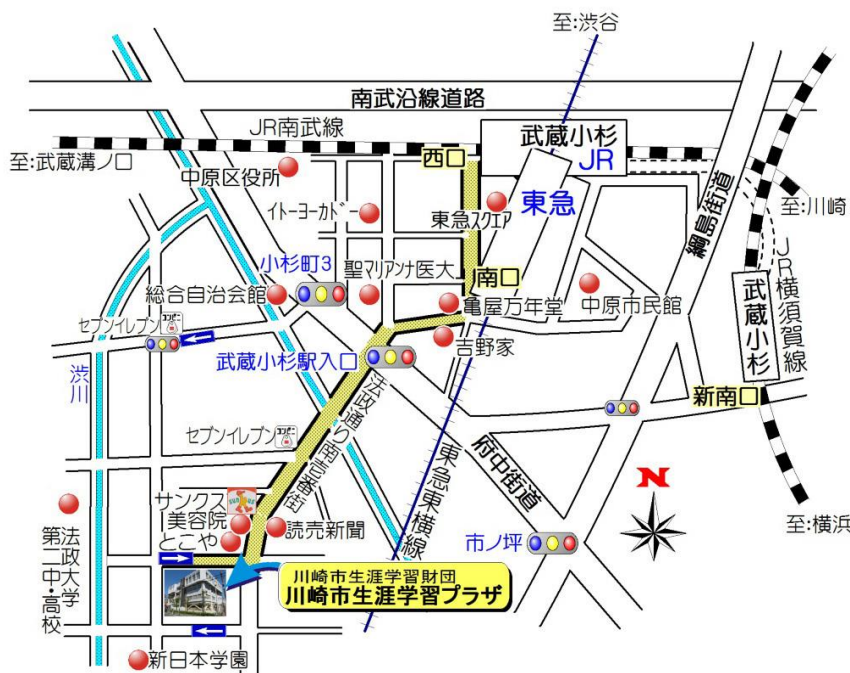 至:渋谷
南武沿線道路
JR南武線
武蔵小杉
JR
至:武蔵溝ノ口
西口
中原区役所
東急
イトーヨーカドー
東急スクエア
至:川崎
綱島街道
小杉町3
聖マリアンナ医大
南口
JR横須賀線
総合自治会館
亀屋万年堂
中原市民館
武蔵小杉
セブンイレブン
吉野家
武蔵小杉駅入口
渋川
新南口
法政通り南壱番街
セブンイレブン
府中街道
東急東横線
N
サンクス
美容院
読売新聞
とこや
市ノ坪
至:横浜
法政大学
第二中・高校
川崎市生涯学習財団
川崎市生涯学習プラザ
新日本学園